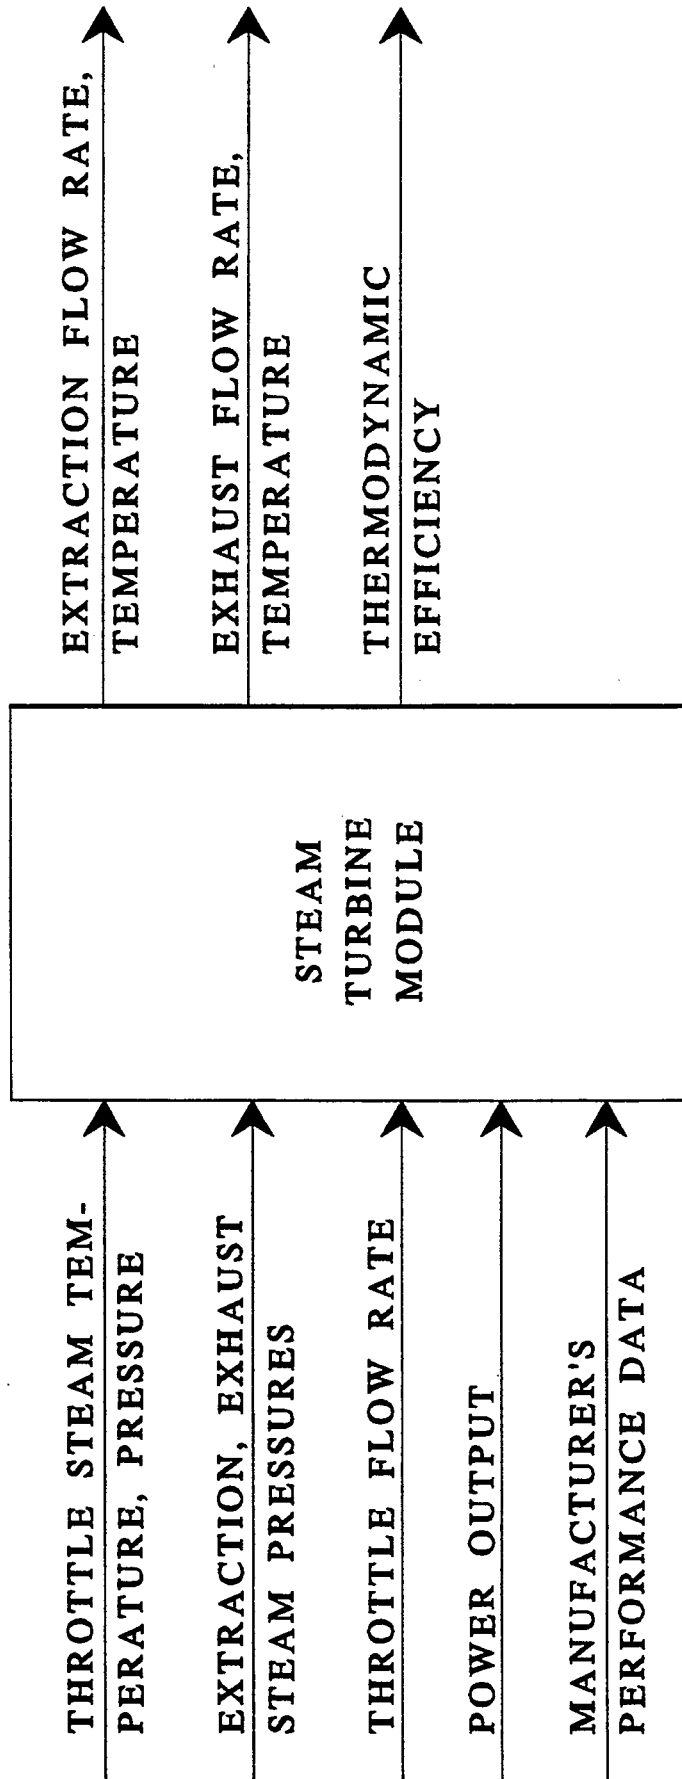 THROTTLE STEAM TEM-
PERATURE, PRESSURE
EXTRACTION, EXHAUST
STEAM PRESSURES
THROTTLE FLOW RATE
POWER OUTPUT
MANUFACTURER'S
PERFORMANCE DATA
STEAM
TURBINE
MODULE
EXTRACTION FLOW RATE,
TEMPERATURE
EXHAUST FLOW RATE,
TEMPERATURE
THERMODYNAMIC
EFFICIENCY